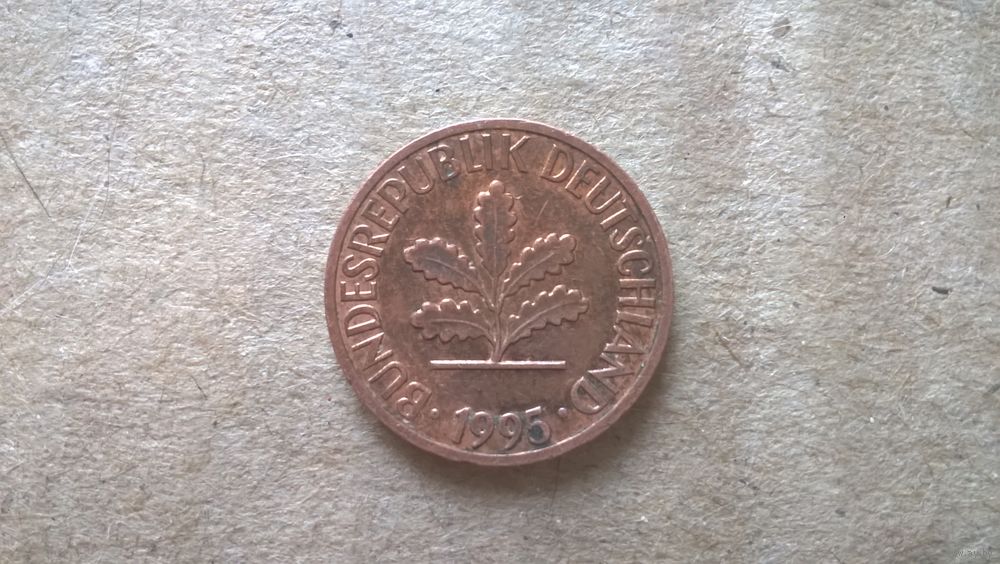 BUNDESREPUBLIK DEUTSCHLAND
· 1995 ·